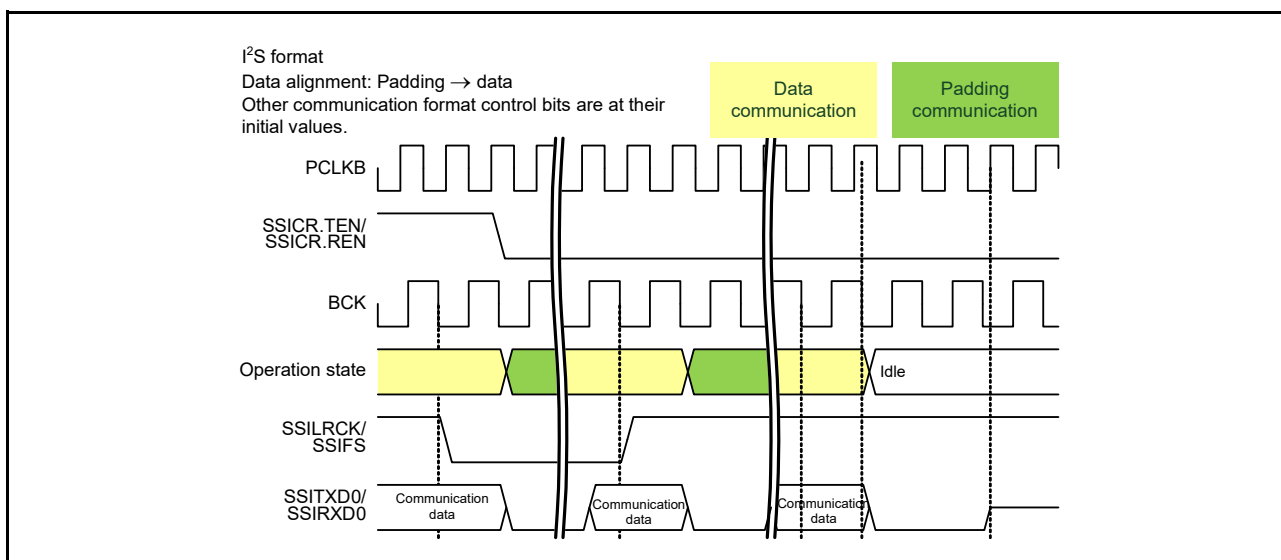 I²S format
Data alignment: Padding → data
Other communication format control bits are at their
initial values.
Data
communication
Padding
communication
PCLKB
SSICR.TEN/
SSICR.REN
BCK
Operation state
Idle
SSILRCK/
SSIFS
SSITXD0/
SSIRXD0
Communication
data
Communication
data
Communication
data